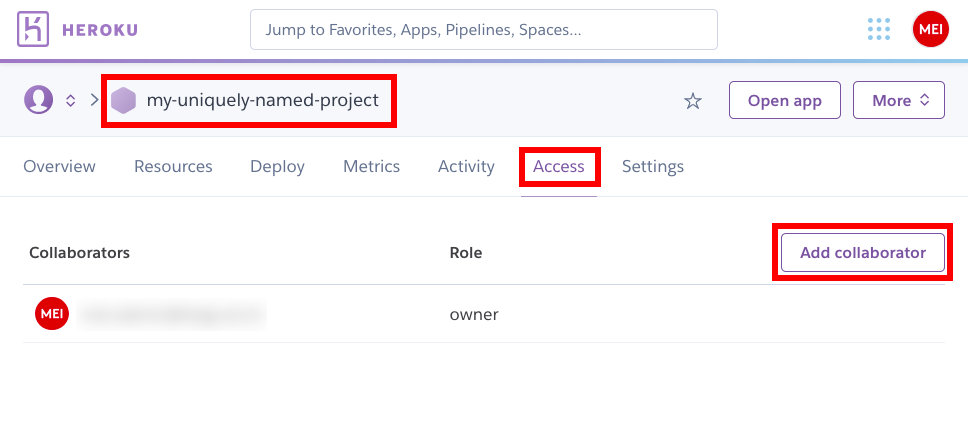 HEROKU
Jump to Favorites, Apps, Pipelines, Spaces...
MEI
my-uniquely-named-project
Open app
More
Overview Resources Deploy Metrics Activity Access Settings
Collaborators Role Add collaborator
MEI owner